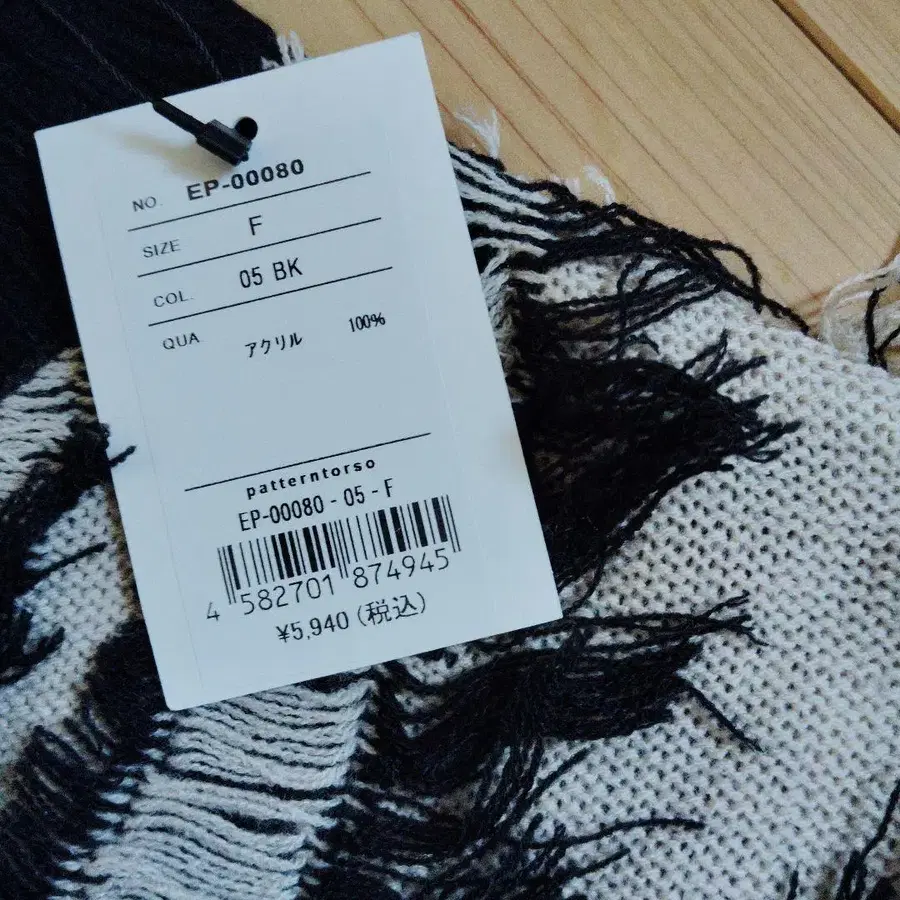 NO. EP-00080
SIZE F
COL. 05 BK
QUA アクリル 100%
patterntorso
EP-00080-05-F
4 582701 874945
¥5,940 (税込)